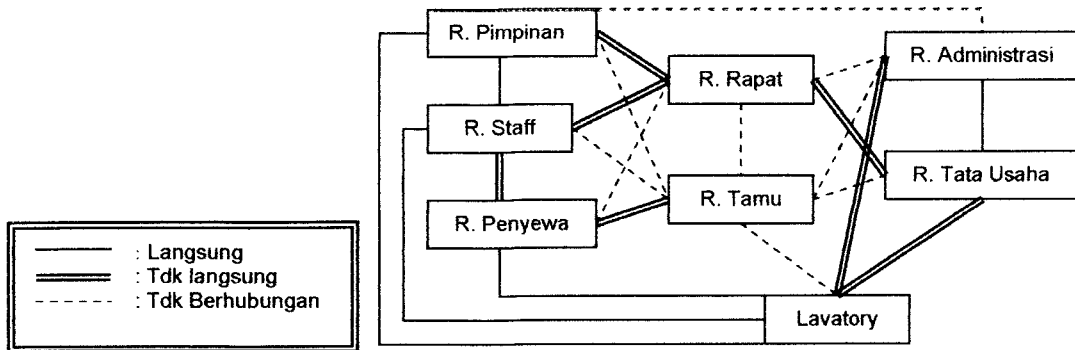 R. Pimpinan
R. Administrasi
R. Rapat
R. Staff
R. Tata Usaha
R. Tamu
R. Penyewa
Lavatory
: Langsung
: Tdk langsung
: Tdk Berhubungan